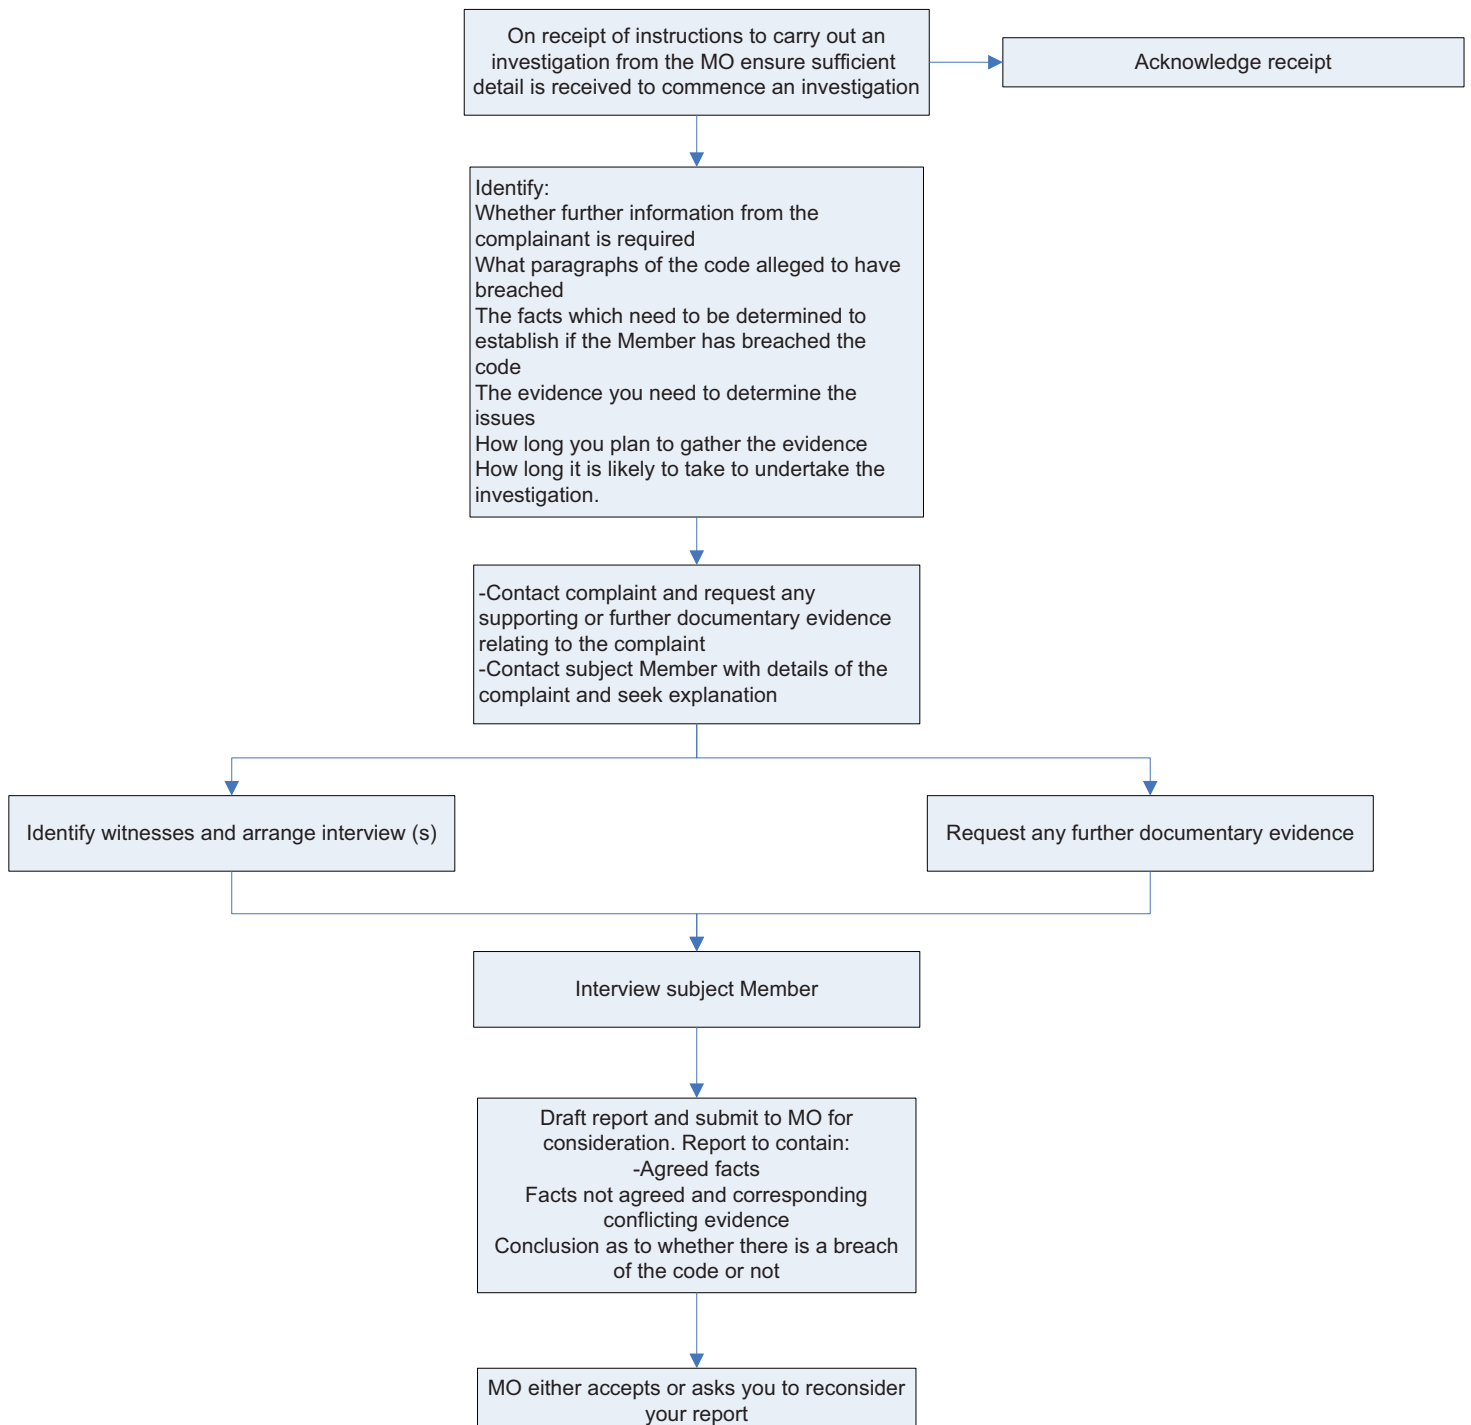 On receipt of instructions to carry out an
investigation from the MO ensure sufficient
detail is received to commence an investigation
Acknowledge receipt
Identify:
Whether further information from the
complainant is required
What paragraphs of the code alleged to have
breached
The facts which need to be determined to
establish if the Member has breached the
code
The evidence you need to determine the
issues
How long you plan to gather the evidence
How long it is likely to take to undertake the
investigation.
-Contact complaint and request any
supporting or further documentary evidence
relating to the complaint
-Contact subject Member with details of the
complaint and seek explanation
Identify witnesses and arrange interview (s)
Request any further documentary evidence
Interview subject Member
Draft report and submit to MO for
consideration. Report to contain:
-Agreed facts
Facts not agreed and corresponding
conflicting evidence
Conclusion as to whether there is a breach
of the code or not
MO either accepts or asks you to reconsider
your report